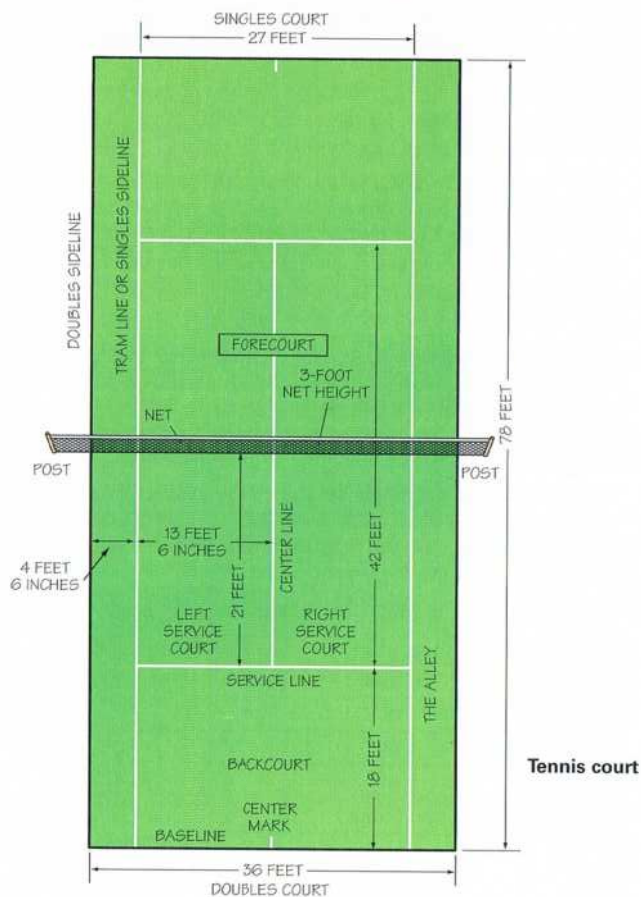 SINGLES COURT
27 FEET
DOUBLES SIDELINE
TRAM LINE OR SINGLES SIDELINE
FORECOURT
3-FOOT
NET HEIGHT
NET
POST
POST
78 FEET
4 FEET
6 INCHES
13 FEET
6 INCHES
21 FEET
CENTER LINE
42 FEET
LEFT
SERVICE
COURT
RIGHT
SERVICE
COURT
SERVICE LINE
THE ALLEY
BACKCOURT
18 FEET
Tennis court
CENTER
MARK
BASELINE
36 FEET
DOUBLES COURT